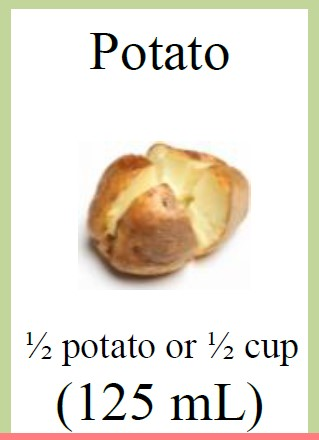 Potato
½ potato or ½ cup
(125 mL)